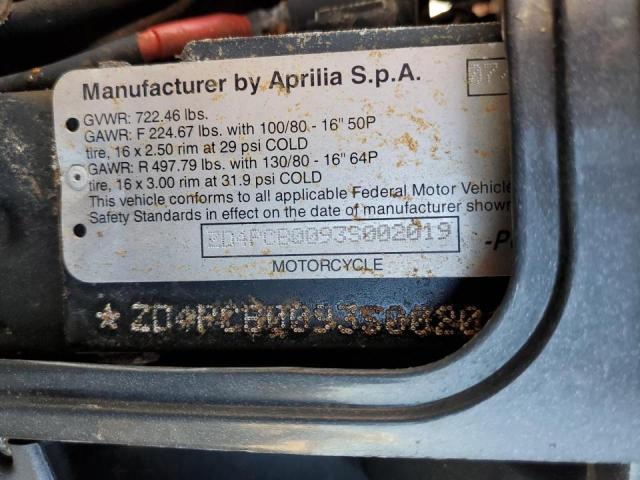 Manufacturer by Aprilia S.p.A. 07
GVWR: 722.46 lbs.
GAWR: F 224.67 lbs. with 100/80 - 16" 50P
tire, 16 x 2.50 rim at 29 psi COLD
GAWR: R 497.79 lbs. with 130/80 - 16" 64P
tire, 16 x 3.00 rim at 31.9 psi COLD
This vehicle conforms to all applicable Federal Motor Vehicle
Safety Standards in effect on the date of manufacturer shown
ZD4PCB0093S002019 -P
MOTORCYCLE
★ZD4PCB0093S0020